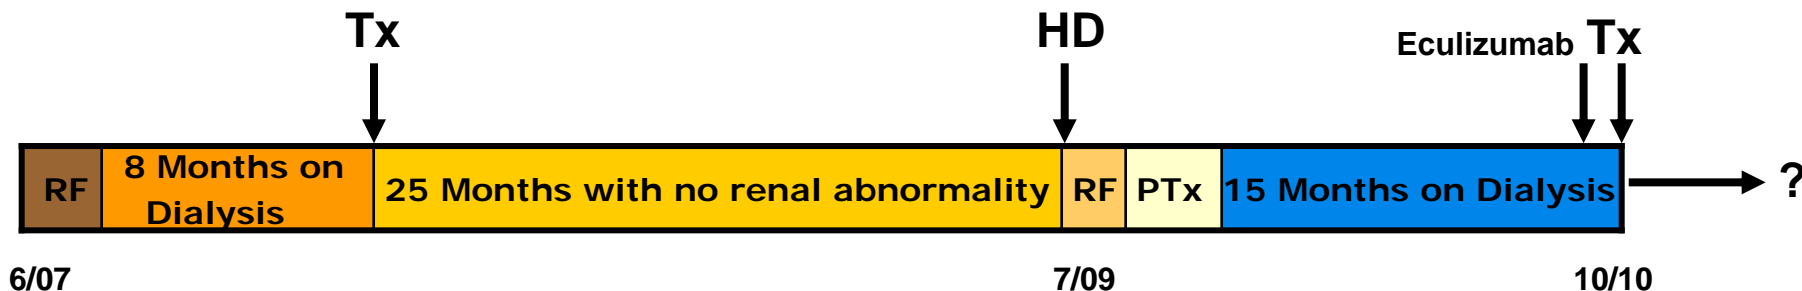 Tx
HD
Eculizumab Tx
RF
8 Months on
Dialysis
25 Months with no renal abnormality
RF
PTx
15 Months on Dialysis
?
6/07
7/09
10/10